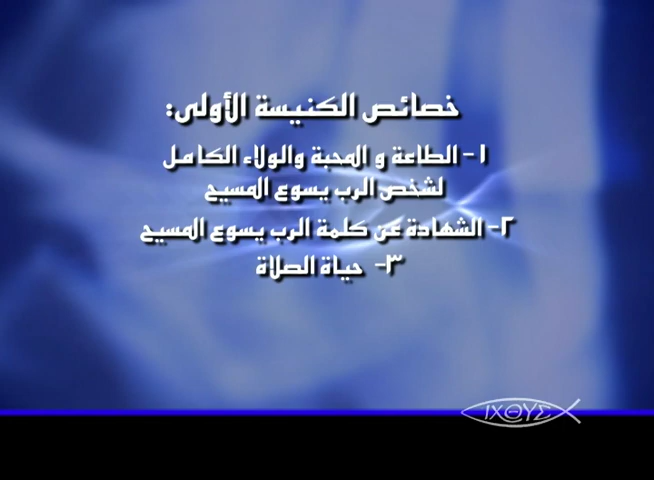 خصائص الكنيسة الأولى:
١- الطاعة و المحبة والولاء الكامل
لشخص الرب يسوع المسيح
٢- الشهادة عن كلمة الرب يسوع المسيح
٣- حياة الصلاة
ΙΧΘΥΣ